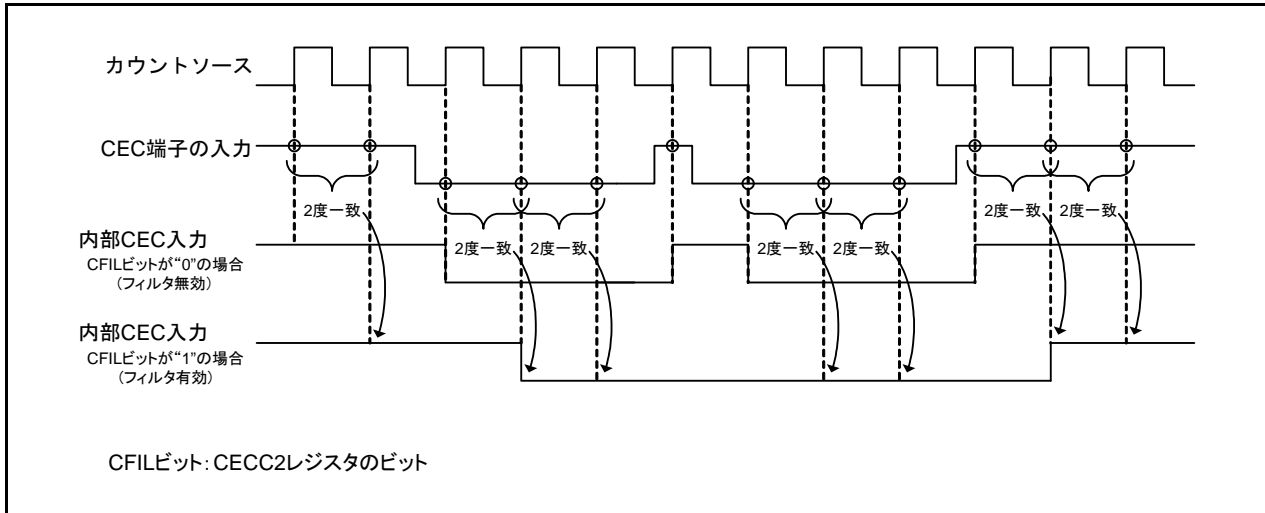 カウントソース
CEC端子の入力
2度一致
2度一致
2度一致
内部CEC入力
CFILビットが“0”の場合
(フィルタ無効)
2度一致
2度一致
2度一致
2度一致
内部CEC入力
CFILビットが“1”の場合
(フィルタ有効)
CFILビット：CECC2レジスタのビット